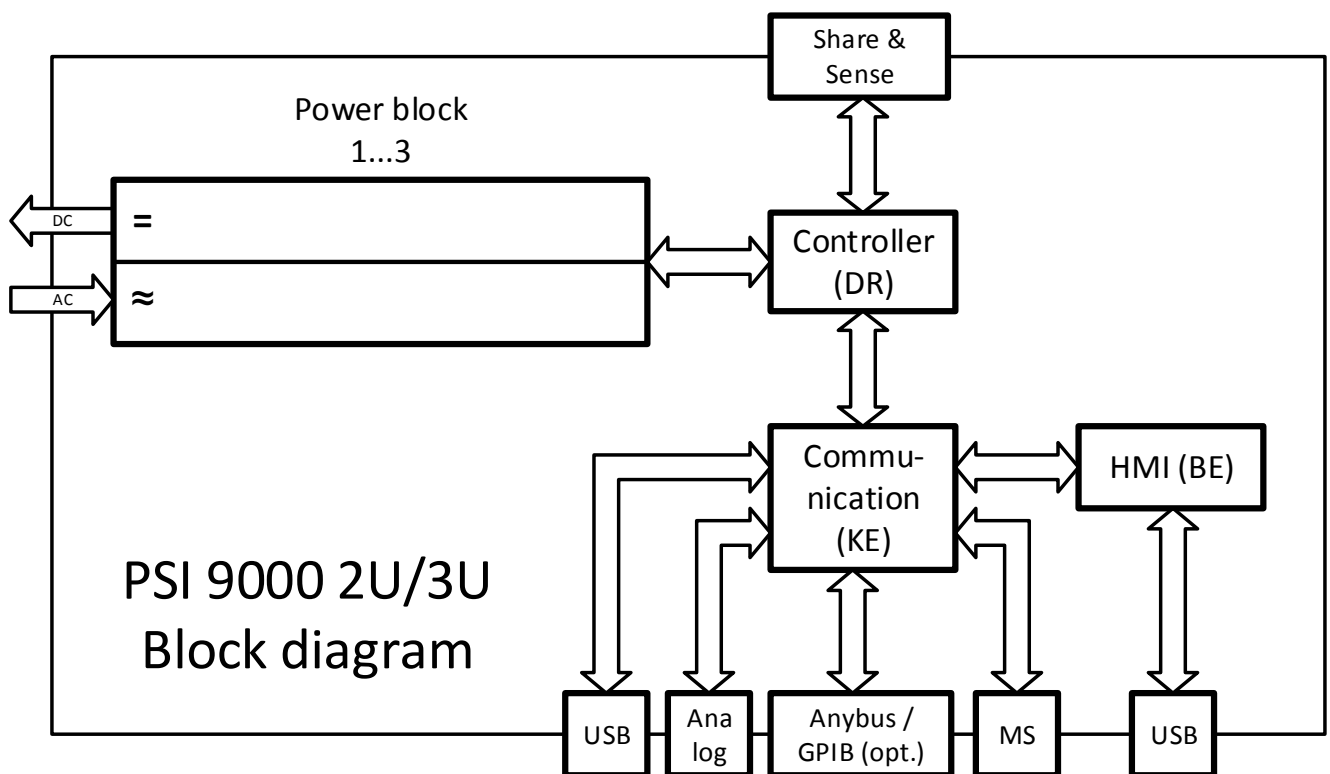 Share &
Sense
Power block
1...3
DC
=
Controller
(DR)
AC
≈
Commu-
nication
(KE)
HMI (BE)
PSI 9000 2U/3U
Block diagram
USB
Ana
log
Anybus /
GPIB (opt.)
MS
USB